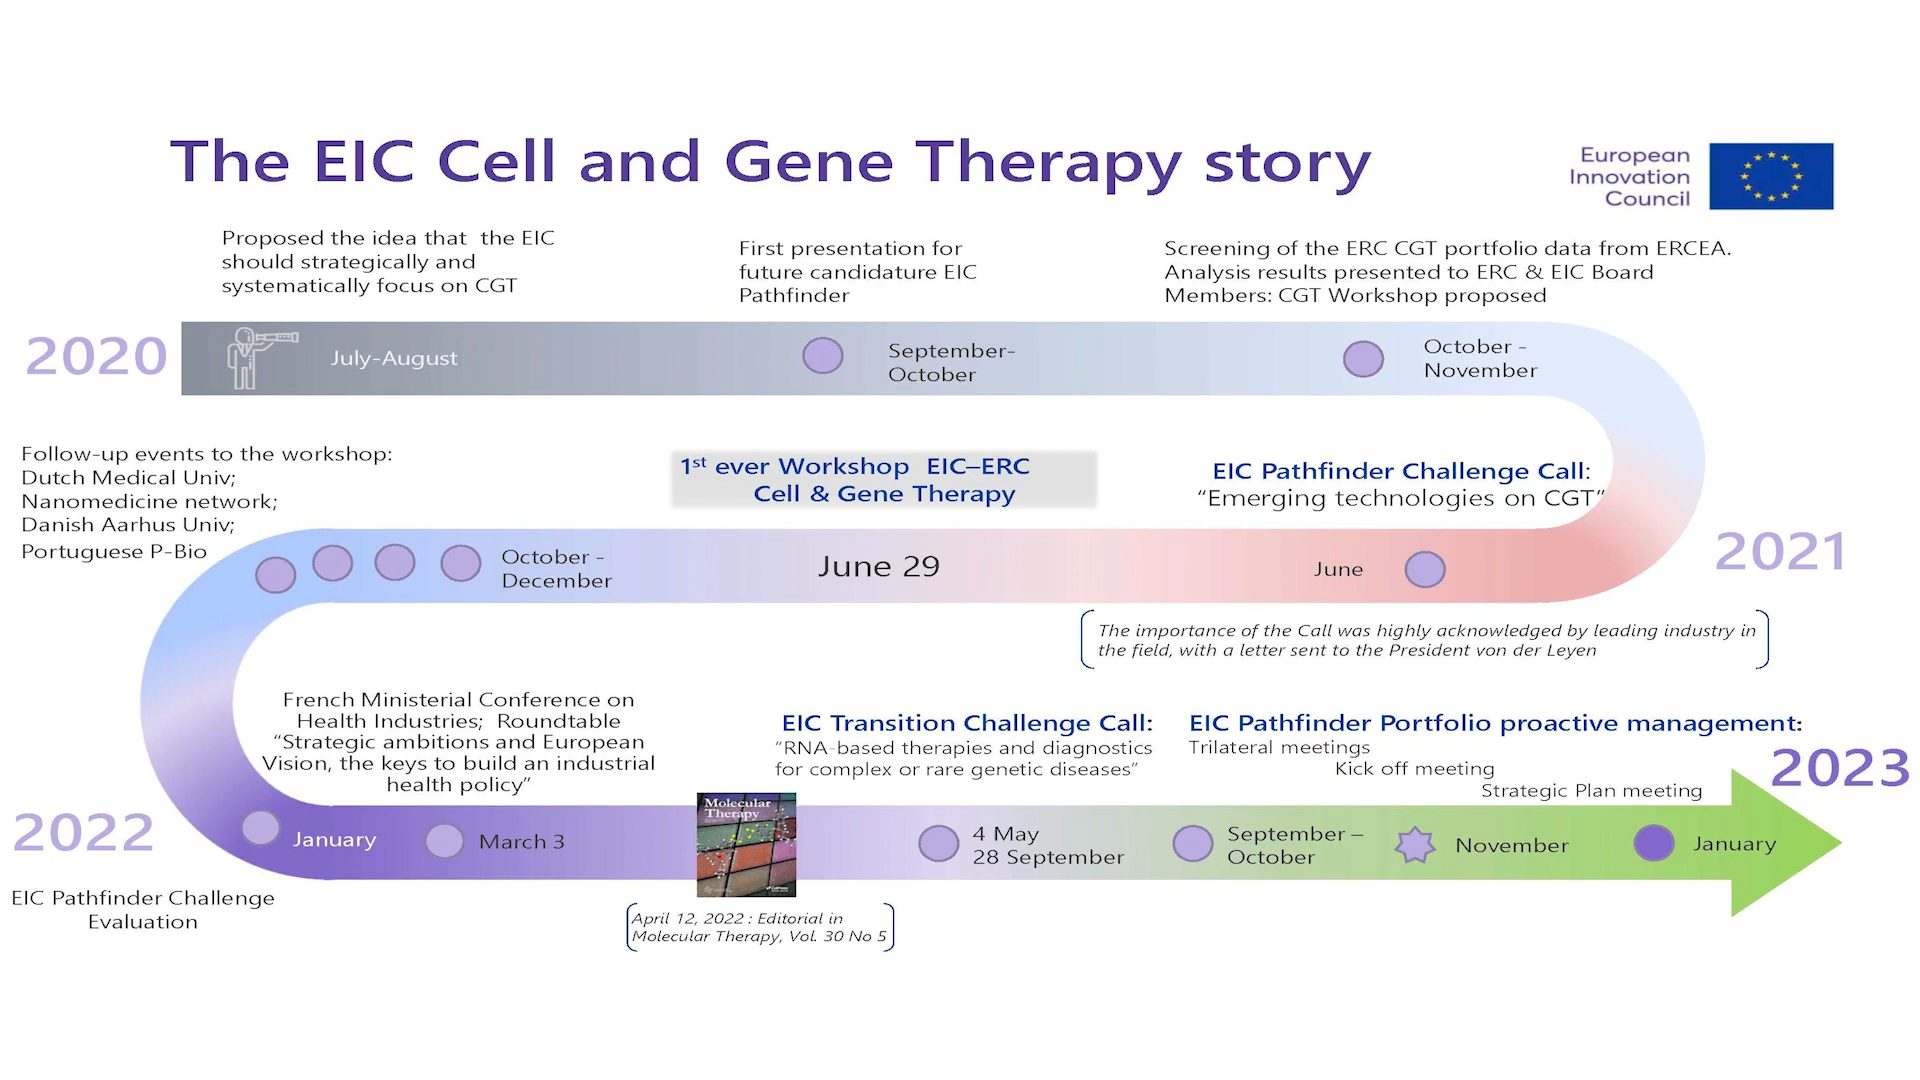 The EIC Cell and Gene Therapy story
European
Innovation
Council
Proposed the idea that the EIC
should strategically and
systematically focus on CGT
First presentation for
future candidature EIC
Pathfinder
Screening of the ERC CGT portfolio data from ERCEA.
Analysis results presented to ERC & EIC Board
Members: CGT Workshop proposed
2020
July-August
September-
October
October -
November
Follow-up events to the workshop:
Dutch Medical Univ;
Nanomedicine network;
Danish Aarhus Univ;
Portuguese P-Bio
1st ever Workshop EIC–ERC
Cell & Gene Therapy
EIC Pathfinder Challenge Call:
“Emerging technologies on CGT”
October -
December
June 29
June
2021
The importance of the Call was highly acknowledged by leading industry in
the field, with a letter sent to the President von der Leyen
French Ministerial Conference on
Health Industries; Roundtable
“Strategic ambitions and European
Vision, the keys to build an industrial
health policy”
EIC Transition Challenge Call:
“RNA-based therapies and diagnostics
for complex or rare genetic diseases”
EIC Pathfinder Portfolio proactive management:
Trilateral meetings
Kick off meeting
Strategic Plan meeting
2023
2022
January
March 3
Molecular
Therapy
4 May
28 September
September –
October
November
January
EIC Pathfinder Challenge
Evaluation
April 12, 2022 : Editorial in
Molecular Therapy, Vol. 30 No 5